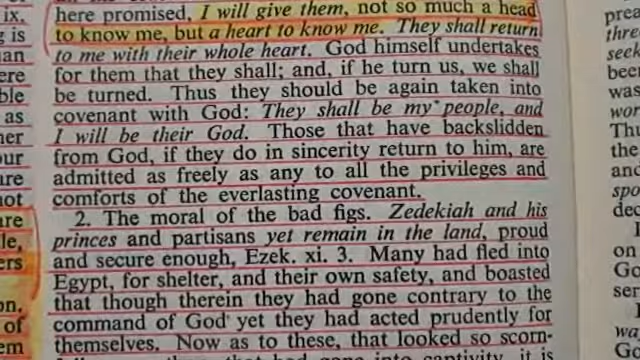 here promised, I will give them, not so much a head
to know me, but a heart to know me. They shall return
to me with their whole heart. God himself undertakes
for them that they shall; and, if he turn us, we shall
be turned. Thus they should be again taken into
covenant with God: They shall be my people, and
I will be their God. Those that have backslidden
from God, if they do in sincerity return to him, are
admitted as freely as any to all the privileges and
comforts of the everlasting covenant.
2. The moral of the bad figs. Zedekiah and his
princes and partisans yet remain in the land, proud
and secure enough, Ezek. xi. 3. Many had fled into
Egypt, for shelter, and their own safety, and boasted
that though therein they had gone contrary to the
command of God yet they had acted prudently for
themselves. Now as to these, that looked so scorn-